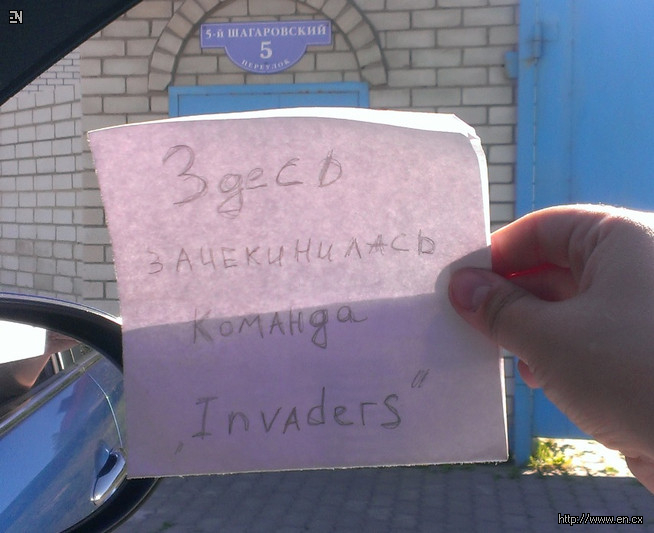 EN
5-й ШАГАРОВСКИЙ
5
ПЕРЕУЛОК
Здесь
ЗАЧЕКИНИЛАСЬ
Команда
„Invaders“
http://www.en.cx